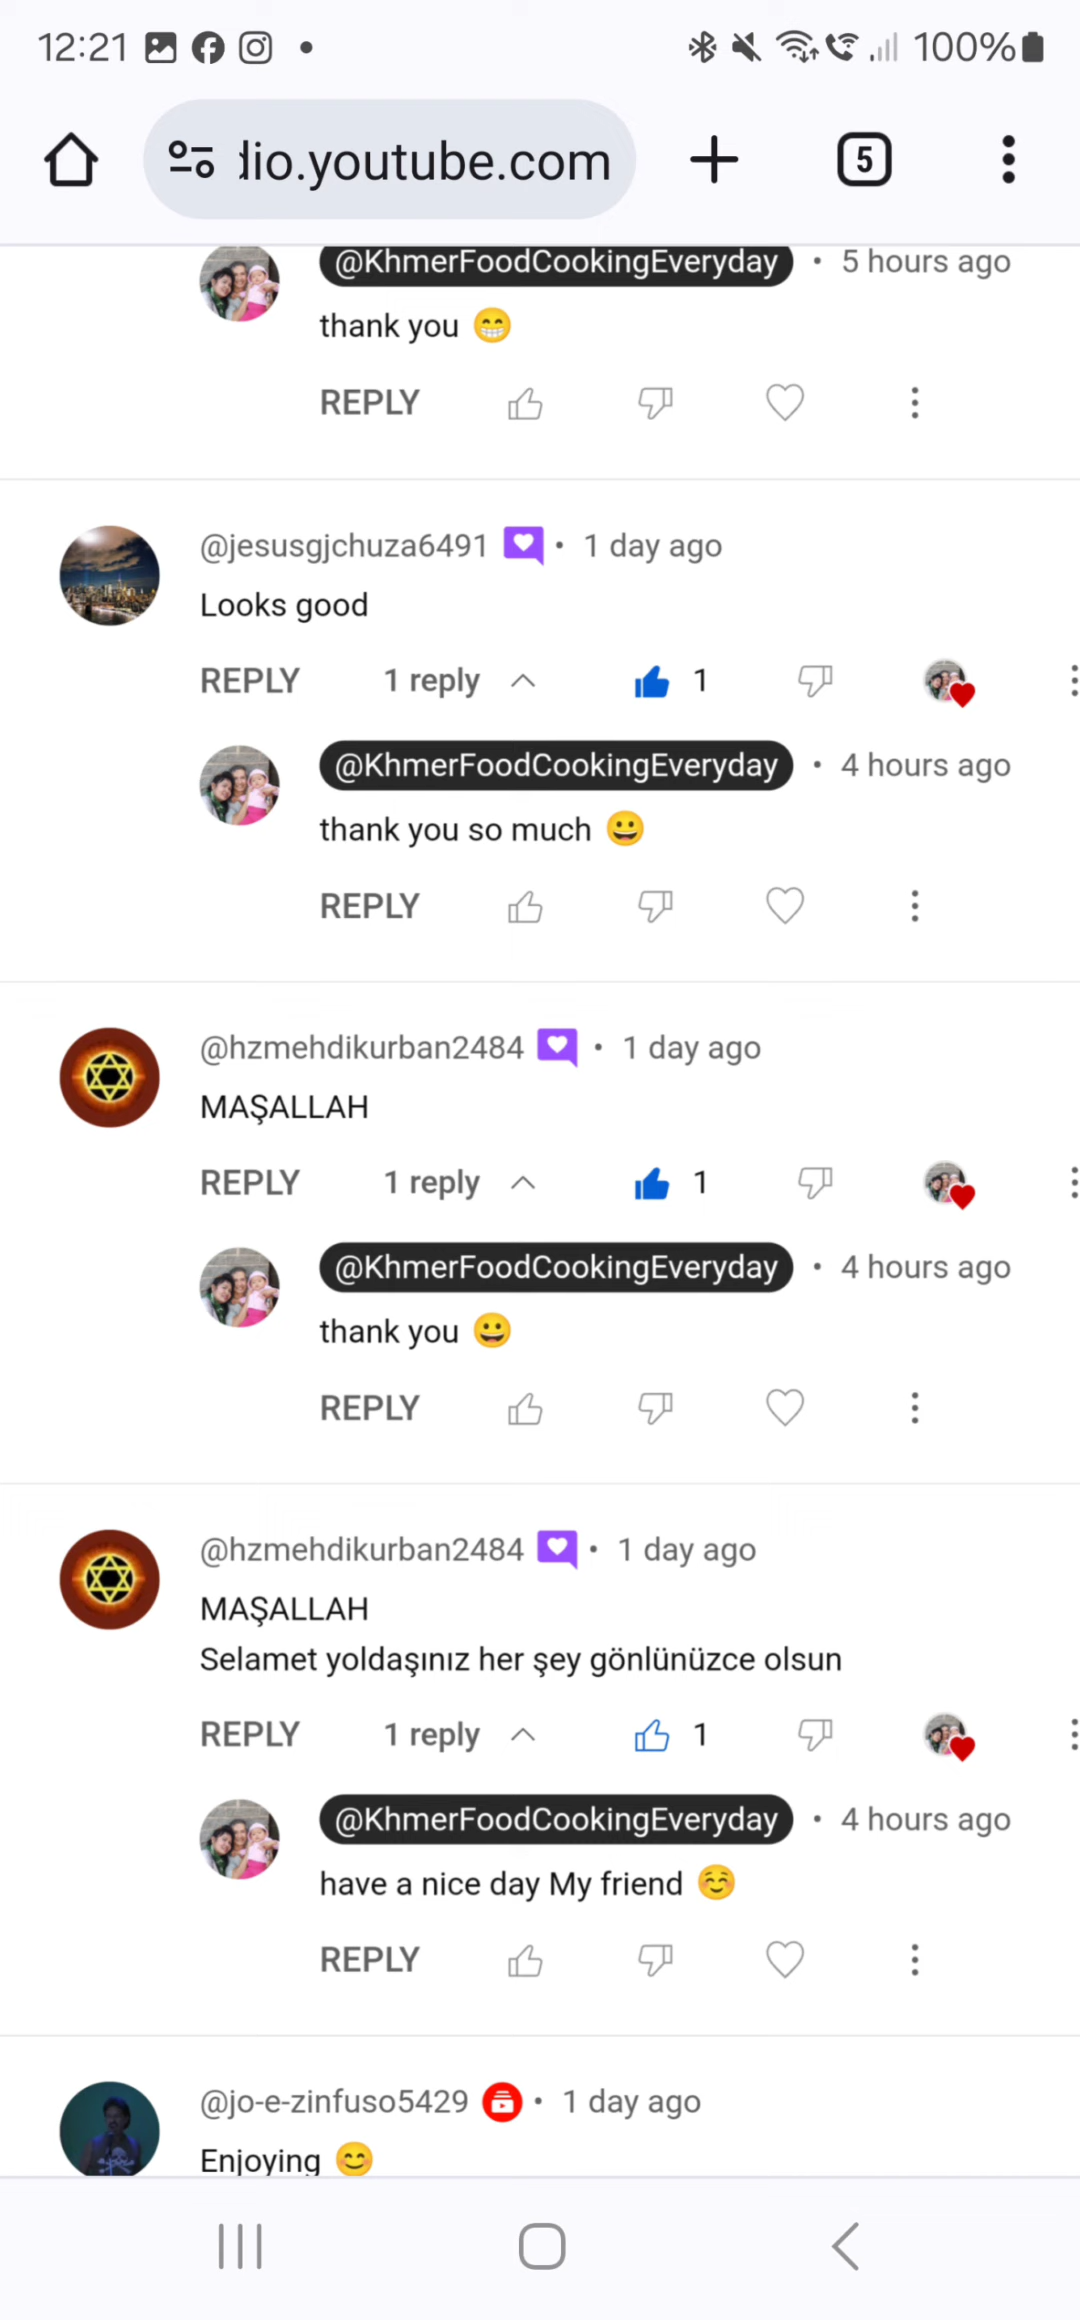 12:21
100%
dio.youtube.com
5
@KhmerFoodCookingEveryday • 5 hours ago
thank you 😁
REPLY
@jesusgjchuza6491 • 1 day ago
Looks good
REPLY 1 reply 1
@KhmerFoodCookingEveryday • 4 hours ago
thank you so much 😀
REPLY
@hzmehdikurban2484 • 1 day ago
MAŞALLAH
REPLY 1 reply 1
@KhmerFoodCookingEveryday • 4 hours ago
thank you 😀
REPLY
@hzmehdikurban2484 • 1 day ago
MAŞALLAH
Selamet yoldaşınız her şey gönlünüzce olsun
REPLY 1 reply 1
@KhmerFoodCookingEveryday • 4 hours ago
have a nice day My friend ☺️
REPLY
@jo-e-zinfuso5429 • 1 day ago
Enjoying 😊